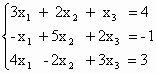 3x₁ + 2x₂ + x₃ = 4
-x₁ + 5x₂ + 2x₃ = -1
4x₁ - 2x₂ + 3x₃ = 3